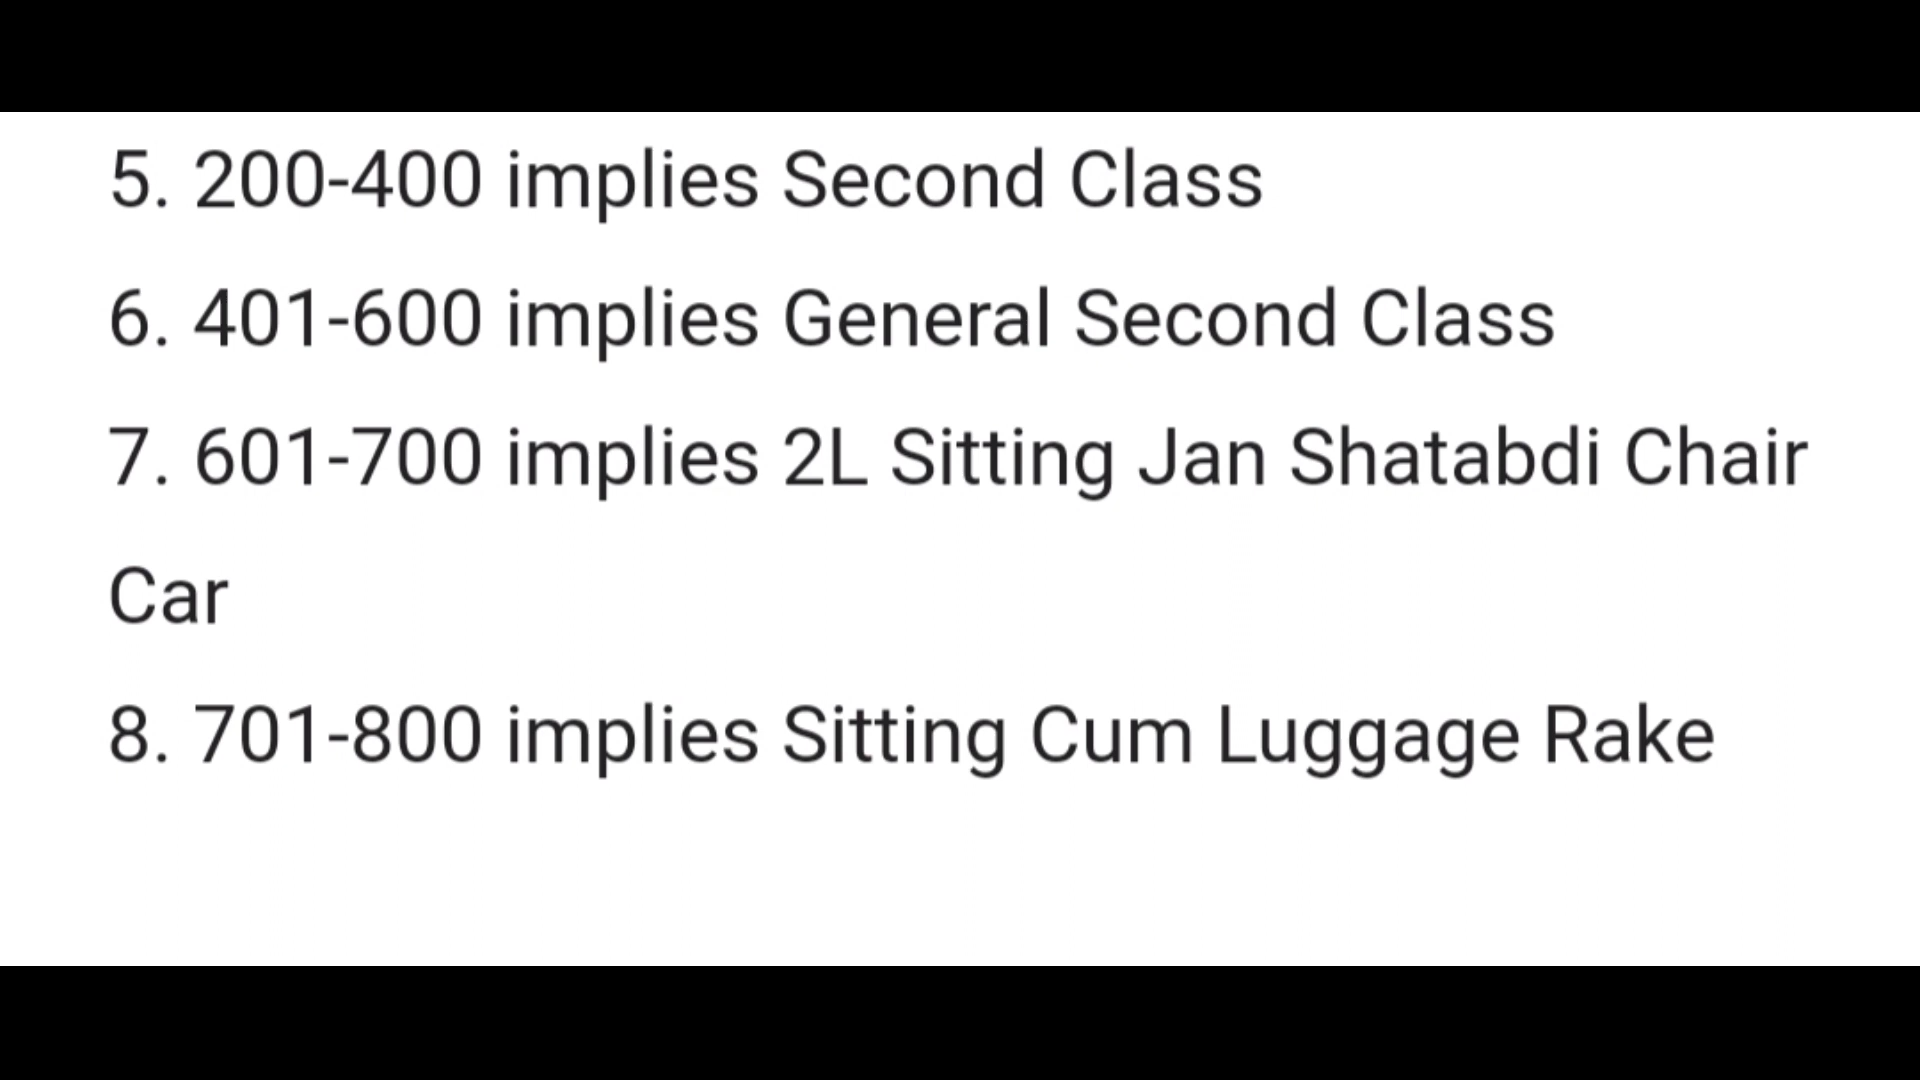 5. 200-400 implies Second Class
6. 401-600 implies General Second Class
7. 601-700 implies 2L Sitting Jan Shatabdi Chair
Car
8. 701-800 implies Sitting Cum Luggage Rake